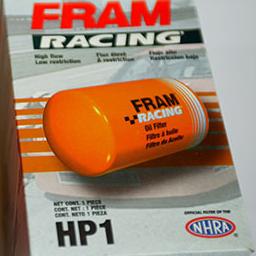 FRAM
RACING
High flow
Low restriction
Flux élevé
à restriction
Flujo alto
Restricción baja
FRAM
RACING
Oil Filter
Filtre à huile
Filtro de Aceite
NET CONT. 1 PIECE
CONT. NET : 1 PIÈCE
CONT. NETO 1 PIEZA
HP1
OFFICIAL FILTER OF THE
NHRA